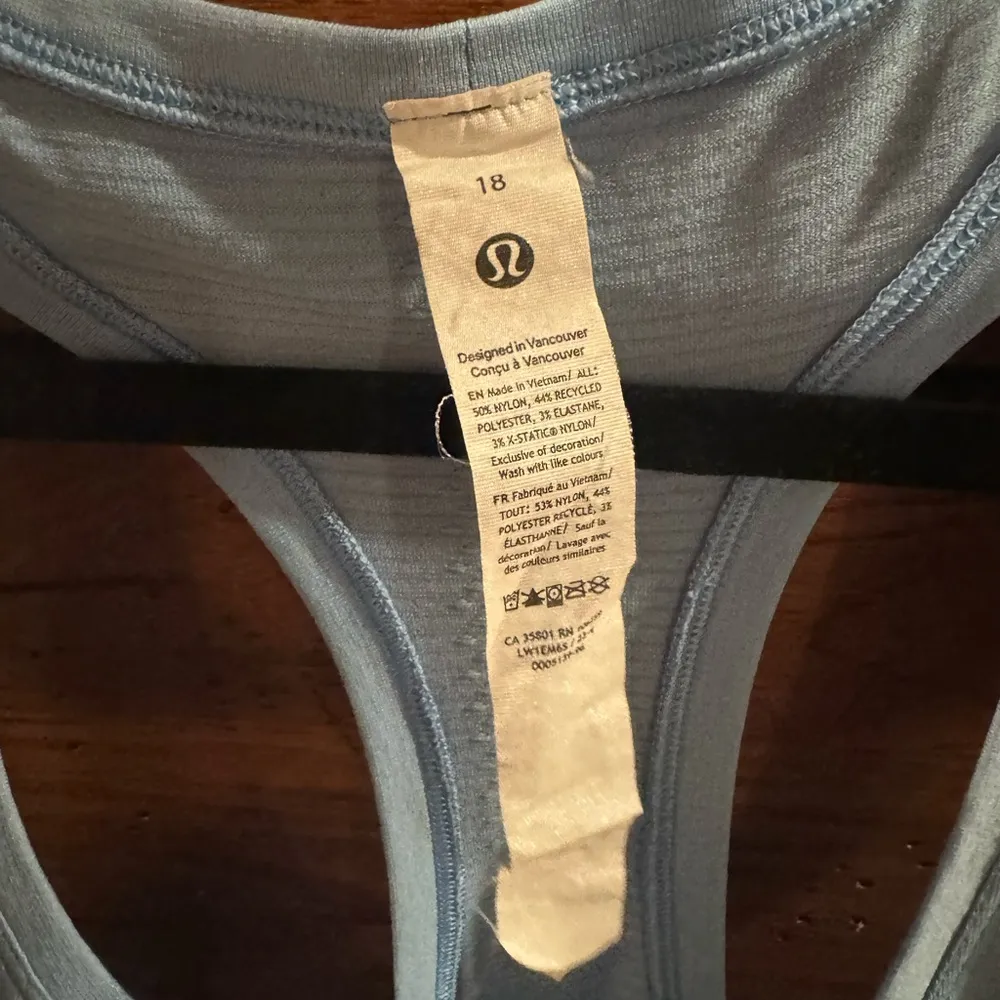 18
Designed in Vancouver
Conçu à Vancouver
EN Made in Vietnam/ ALL:
50% NYLON, 44% RECYCLED
POLYESTER, 3% ELASTANE,
3% X-STATIC® NYLON/
Exclusive of decoration/
Wash with like colours
FR Fabriqué au Vietnam/
TOUT: 53% NYLON, 44%
POLYESTER RECYCLÉ, 3%
ÉLASTHANNE/ Sauf la
décoration/ Lavage avec
des couleurs similaires
CA 35801 RN
LW1EM6S /